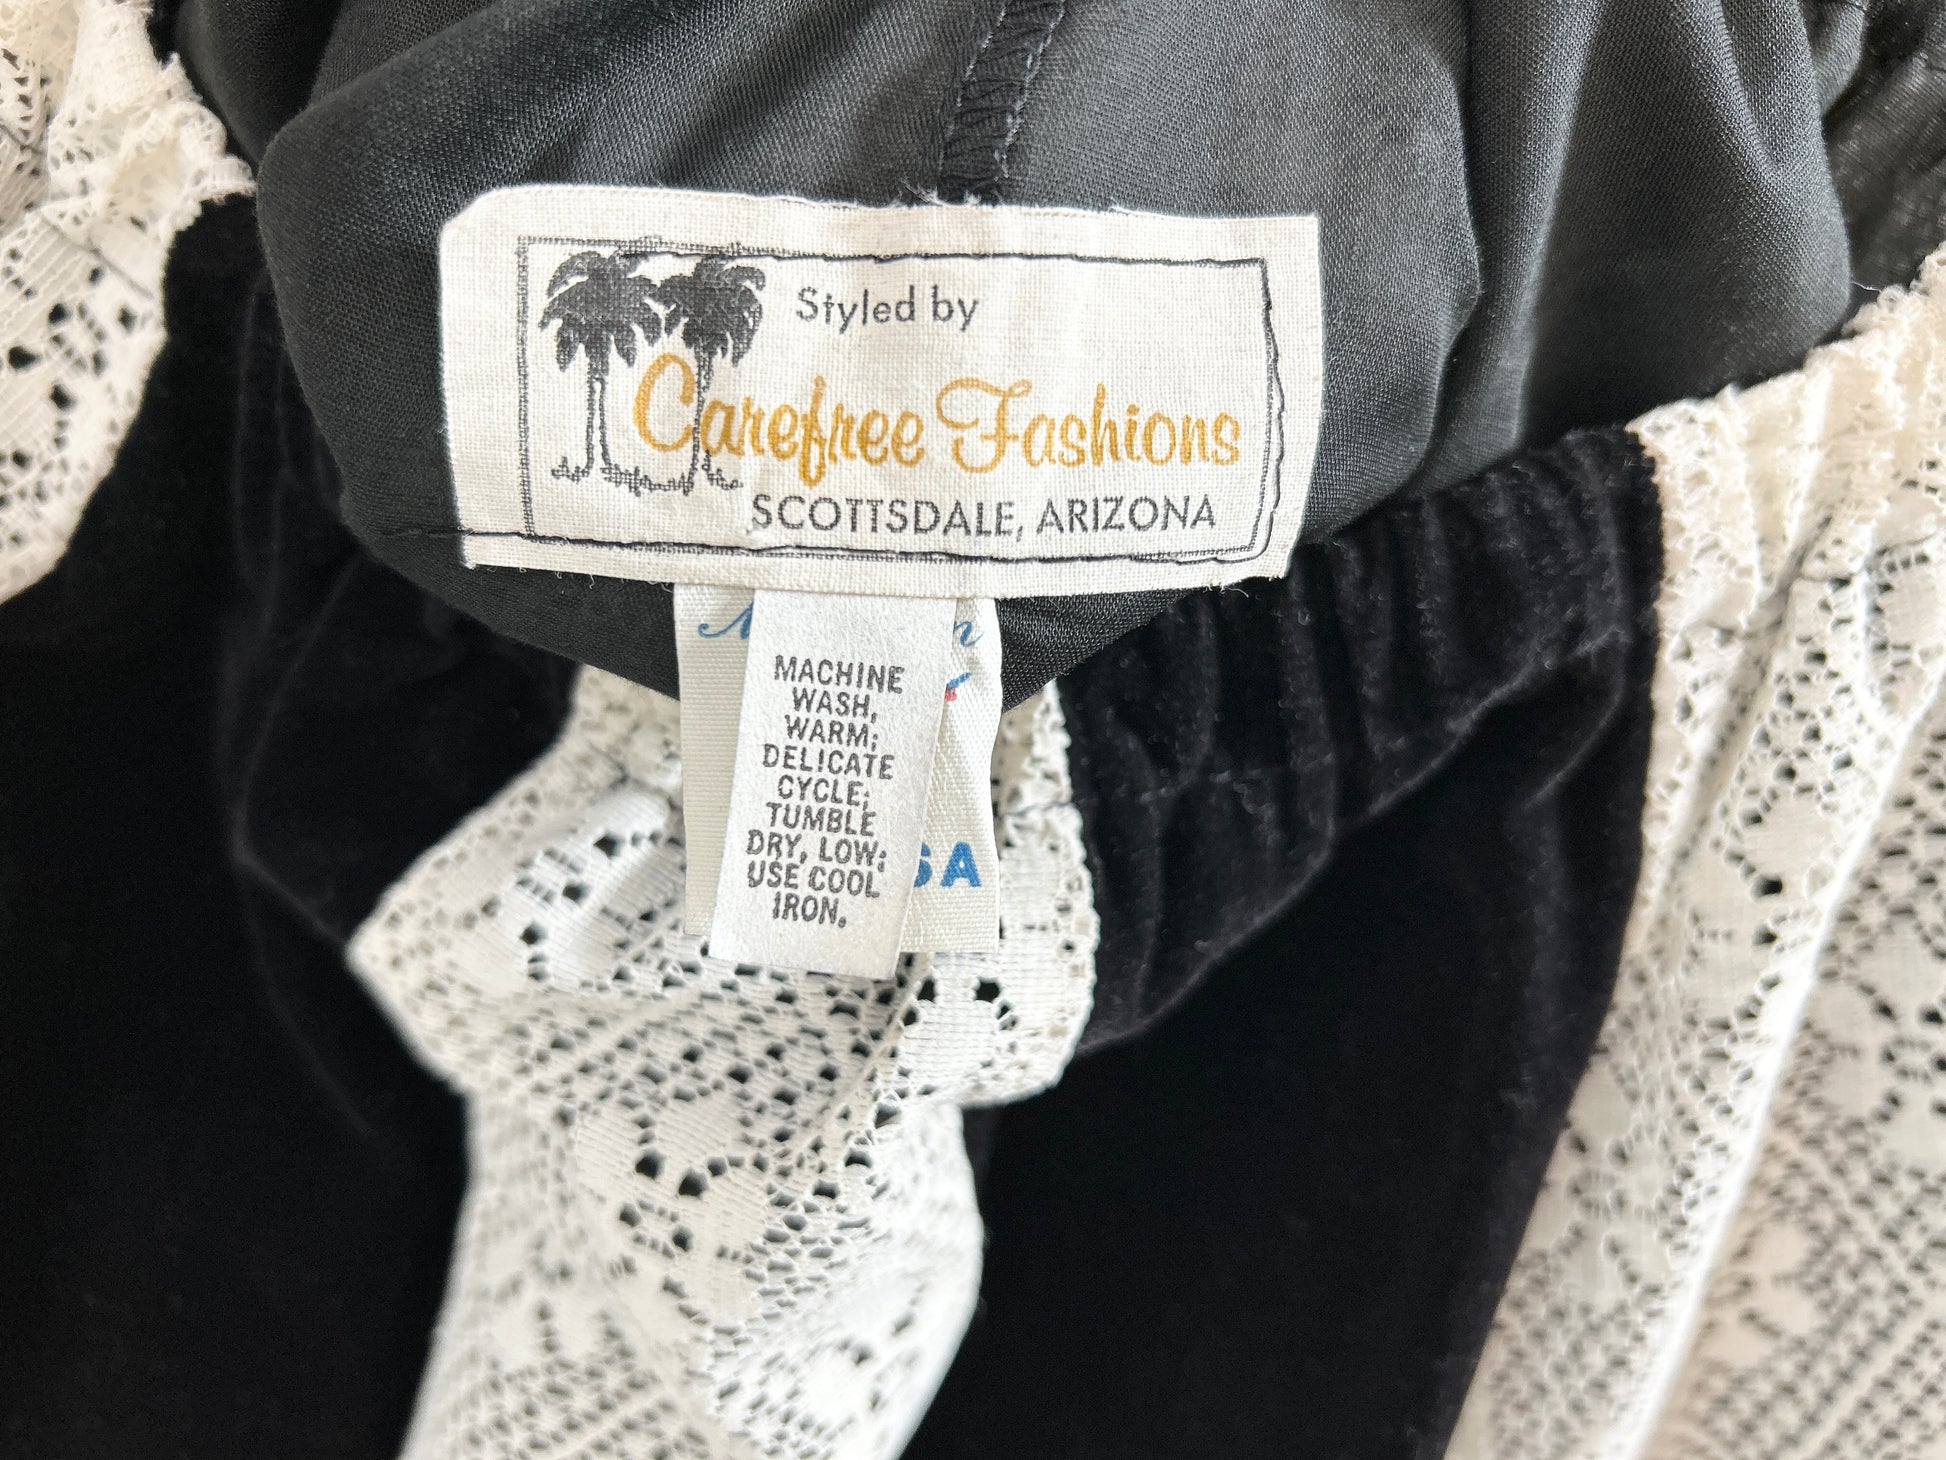 Styled by
Carefree Fashions
SCOTTSDALE, ARIZONA
MACHINE
WASH,
WARM;
DELICATE
CYCLE;
TUMBLE
DRY, LOW;
USE COOL
IRON.